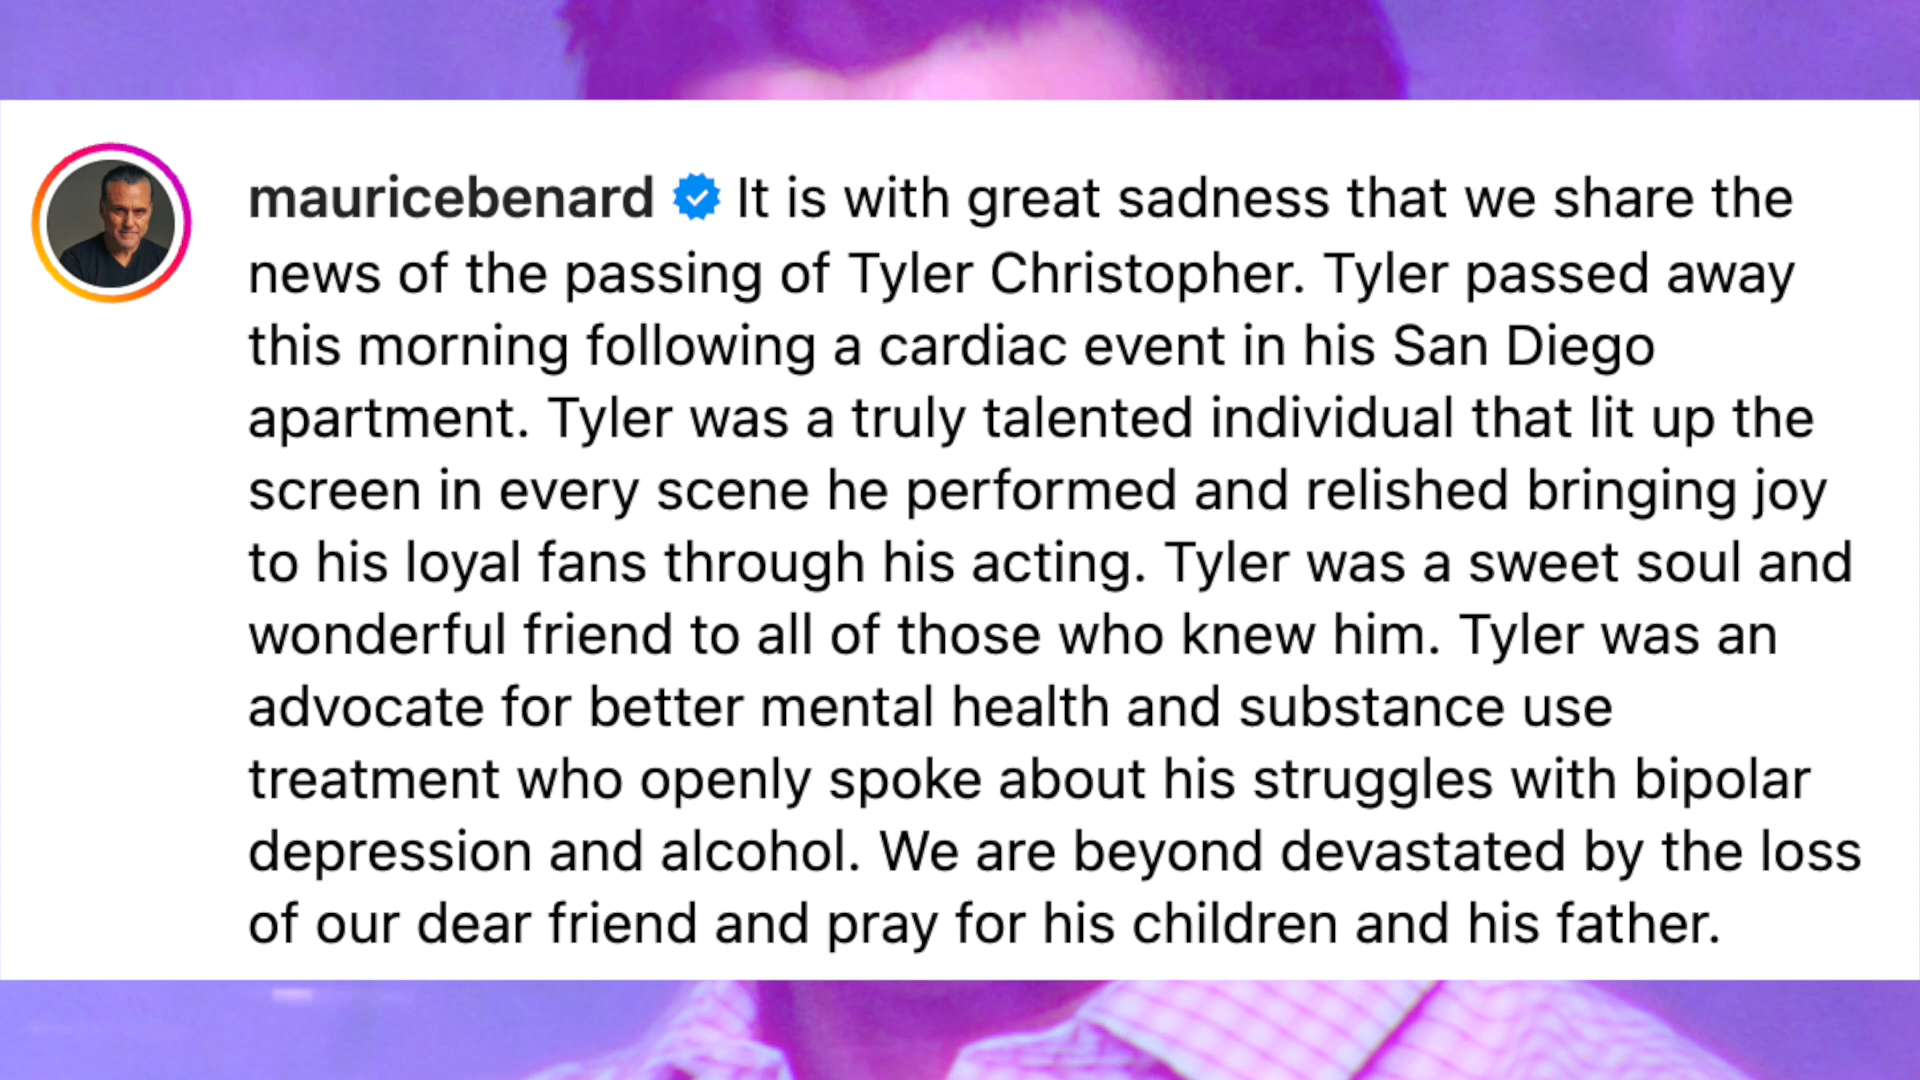 mauricebenard It is with great sadness that we share the
news of the passing of Tyler Christopher. Tyler passed away
this morning following a cardiac event in his San Diego
apartment. Tyler was a truly talented individual that lit up the
screen in every scene he performed and relished bringing joy
to his loyal fans through his acting. Tyler was a sweet soul and
wonderful friend to all of those who knew him. Tyler was an
advocate for better mental health and substance use
treatment who openly spoke about his struggles with bipolar
depression and alcohol. We are beyond devastated by the loss
of our dear friend and pray for his children and his father.